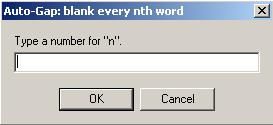 Auto-Gap: blank every nth word
Type a number for "n".
OK
Cancel